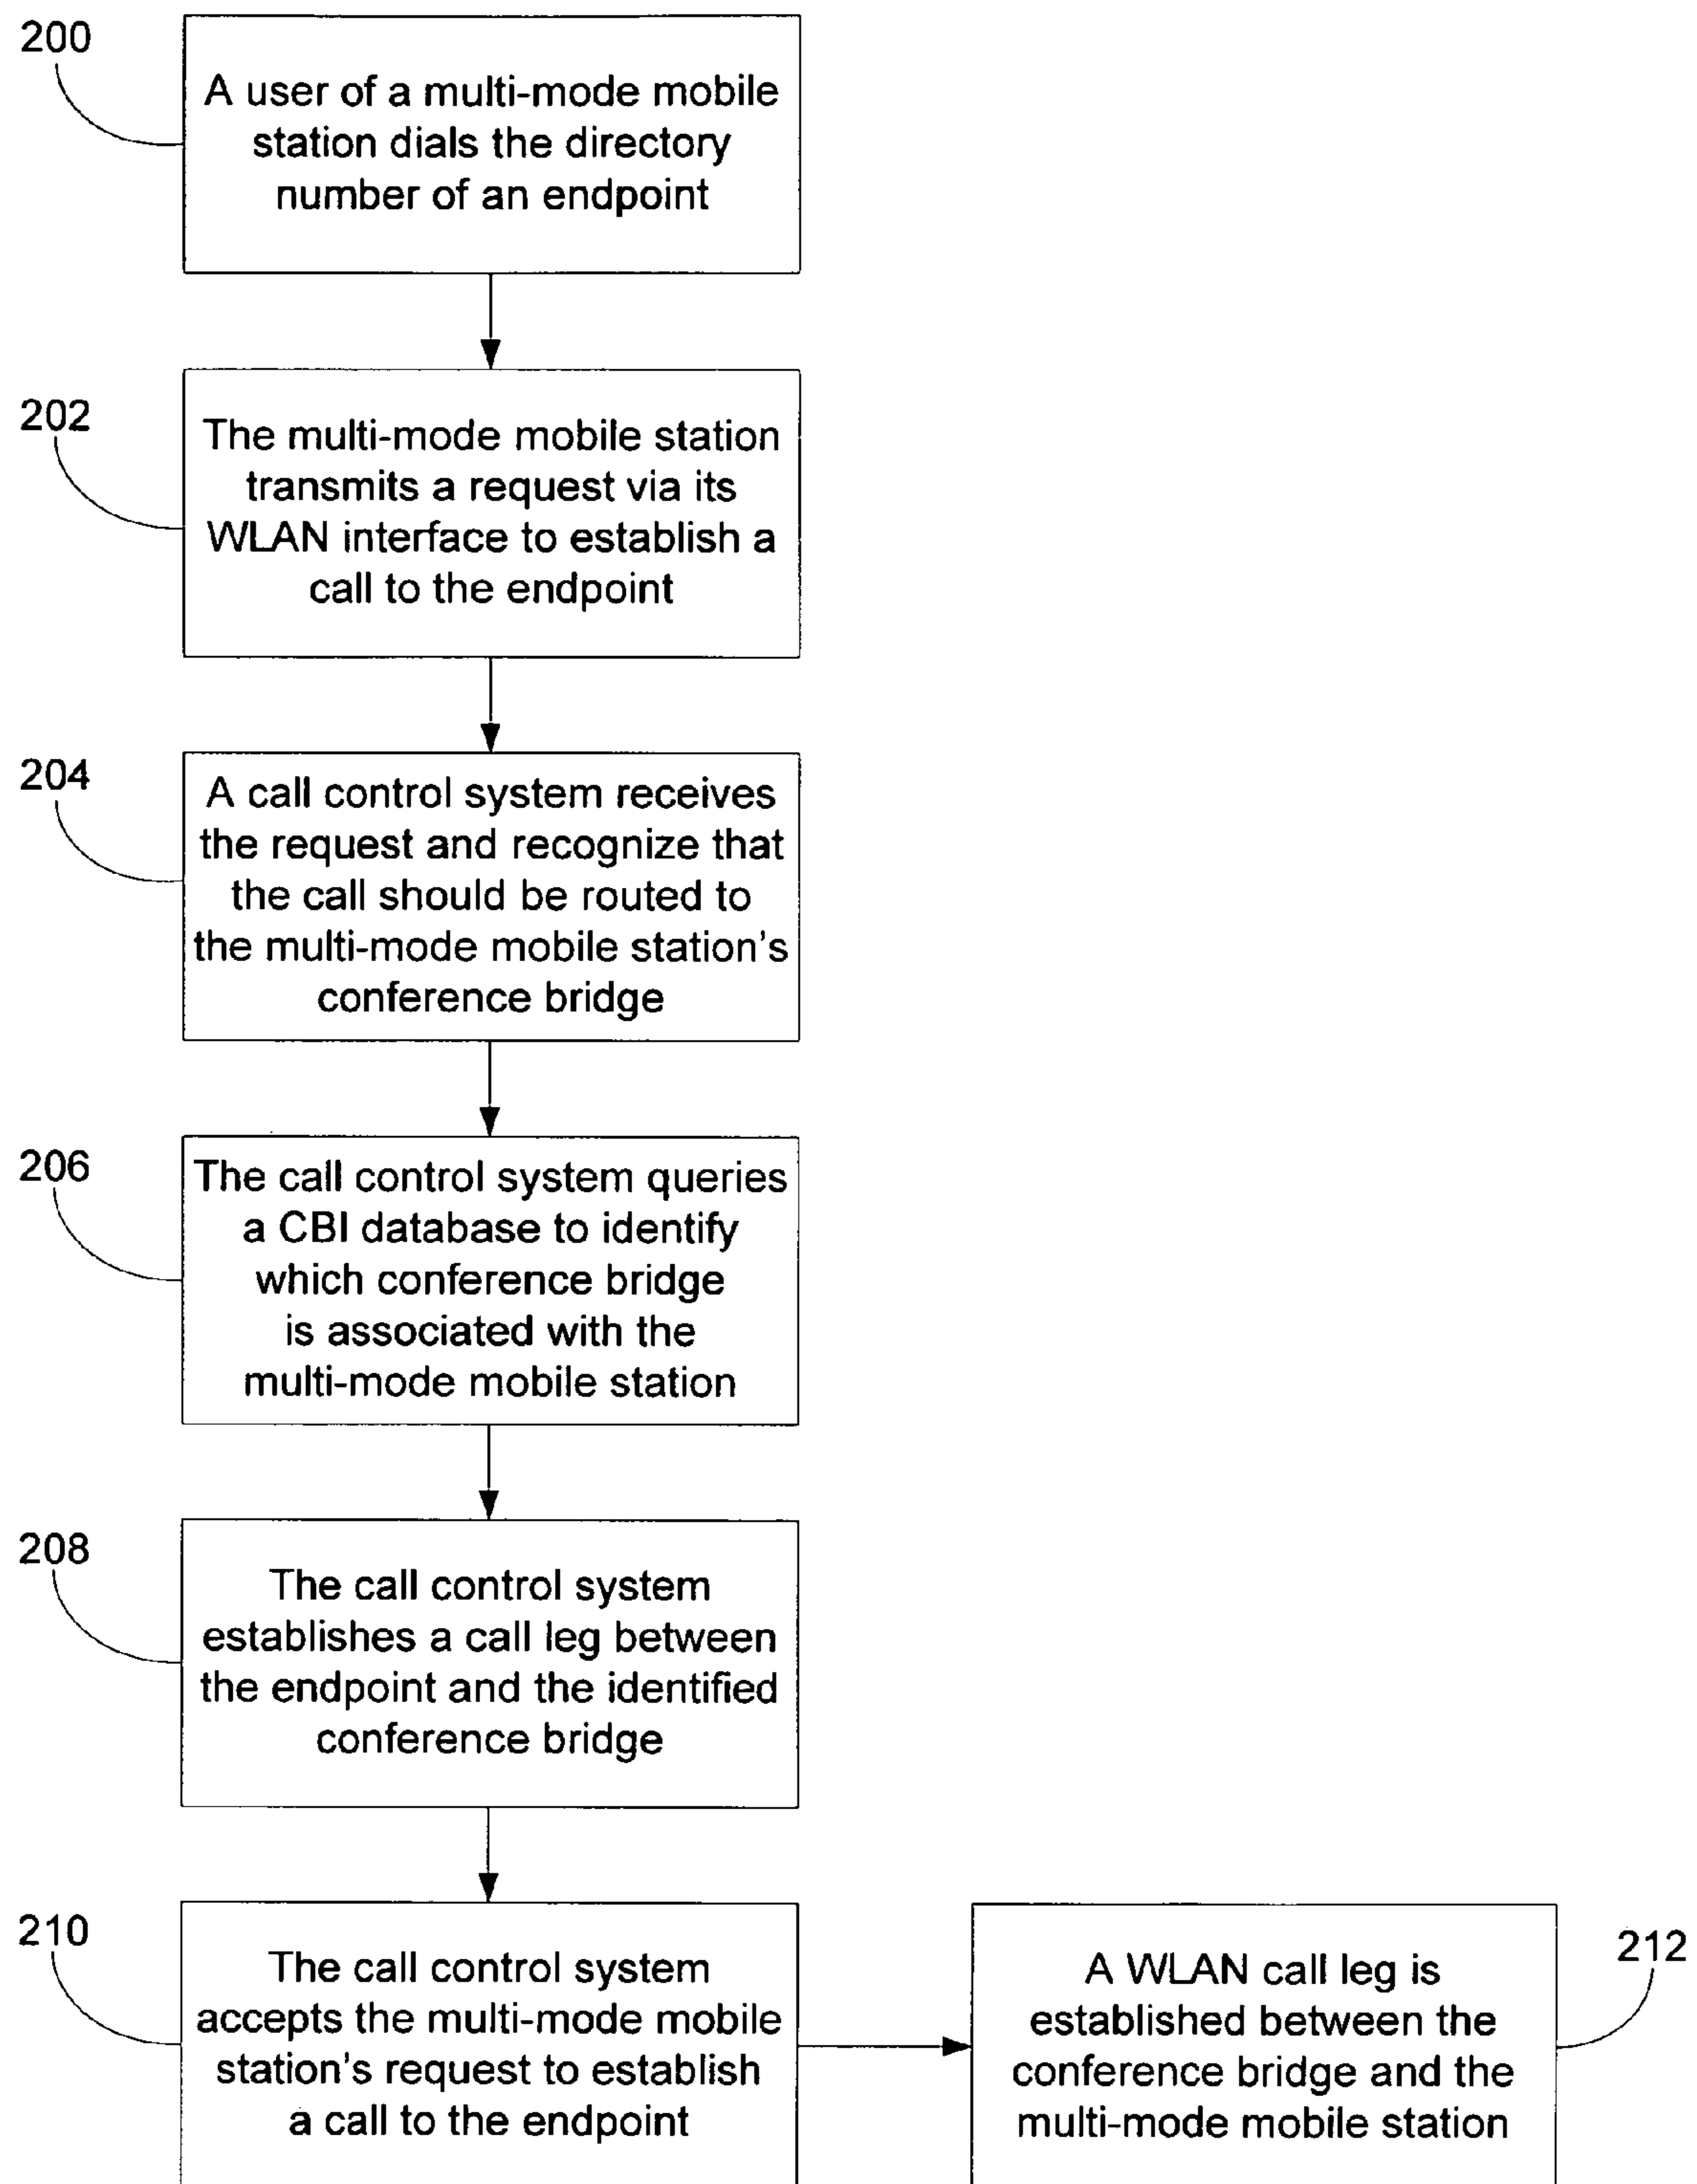 200
A user of a multi-mode mobile
station dials the directory
number of an endpoint
202
The multi-mode mobile station
transmits a request via its
WLAN interface to establish a
call to the endpoint
204
A call control system receives
the request and recognize that
the call should be routed to
the multi-mode mobile station's
conference bridge
206
The call control system queries
a CBI database to identify
which conference bridge
is associated with the
multi-mode mobile station
208
The call control system
establishes a call leg between
the endpoint and the identified
conference bridge
210
The call control system
accepts the multi-mode mobile
station's request to establish
a call to the endpoint
212
A WLAN call leg is
established between the
conference bridge and the
multi-mode mobile station